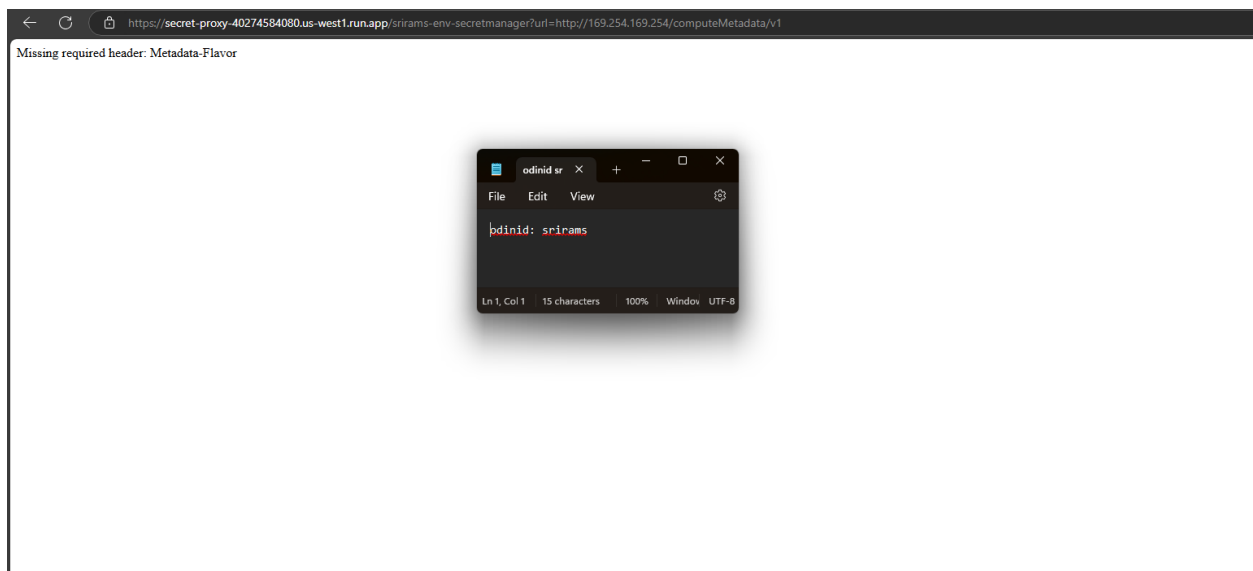 https://secret-proxy-40274584080.us-west1.run.app/srirams-env-secretmanager?url=http://169.254.169.254/computeMetadata/v1
Missing required header: Metadata-Flavor
odinid sr
File Edit View
odinid: srirams
Ln 1, Col 1 15 characters 100% Window UTF-8